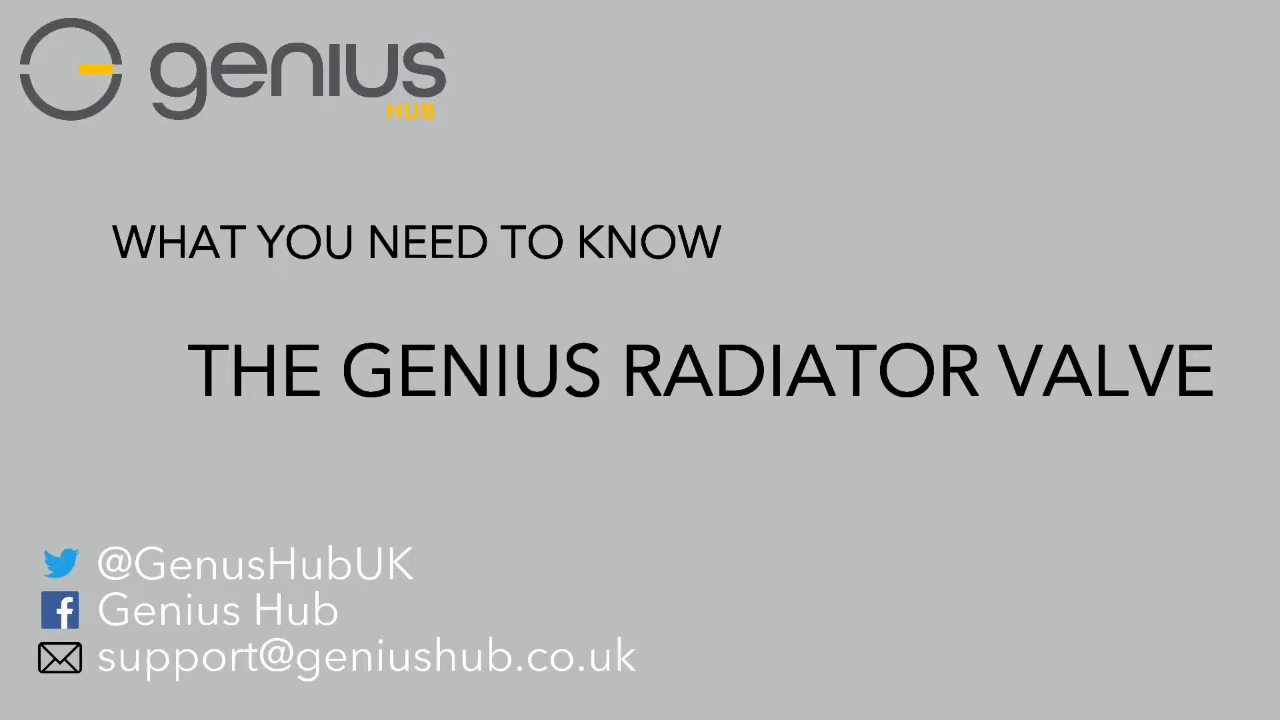 genius
HUB
WHAT YOU NEED TO KNOW
THE GENIUS RADIATOR VALVE
@GenusHubUK
Genius Hub
support@geniushub.co.uk